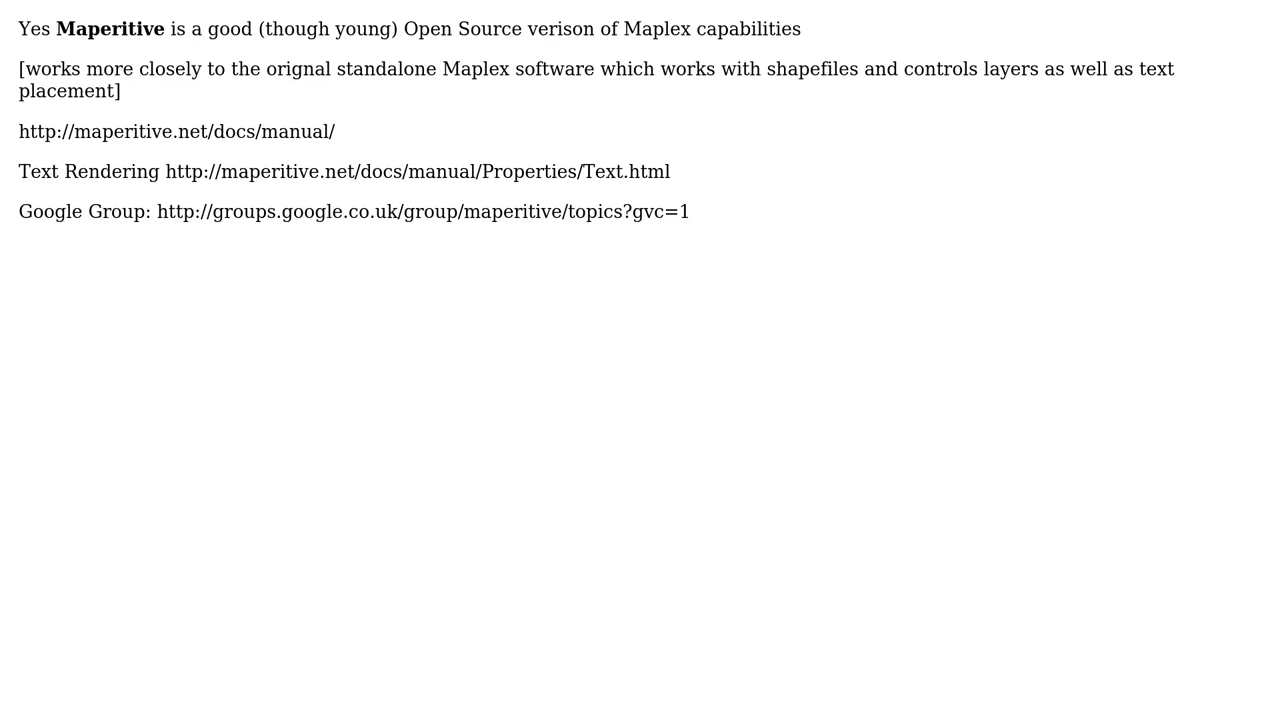 Yes Maperitive is a good (though young) Open Source verison of Maplex capabilities
[works more closely to the orignal standalone Maplex software which works with shapefiles and controls layers as well as text
placement]
http://maperitive.net/docs/manual/
Text Rendering http://maperitive.net/docs/manual/Properties/Text.html
Google Group: http://groups.google.co.uk/group/maperitive/topics?gvc=1